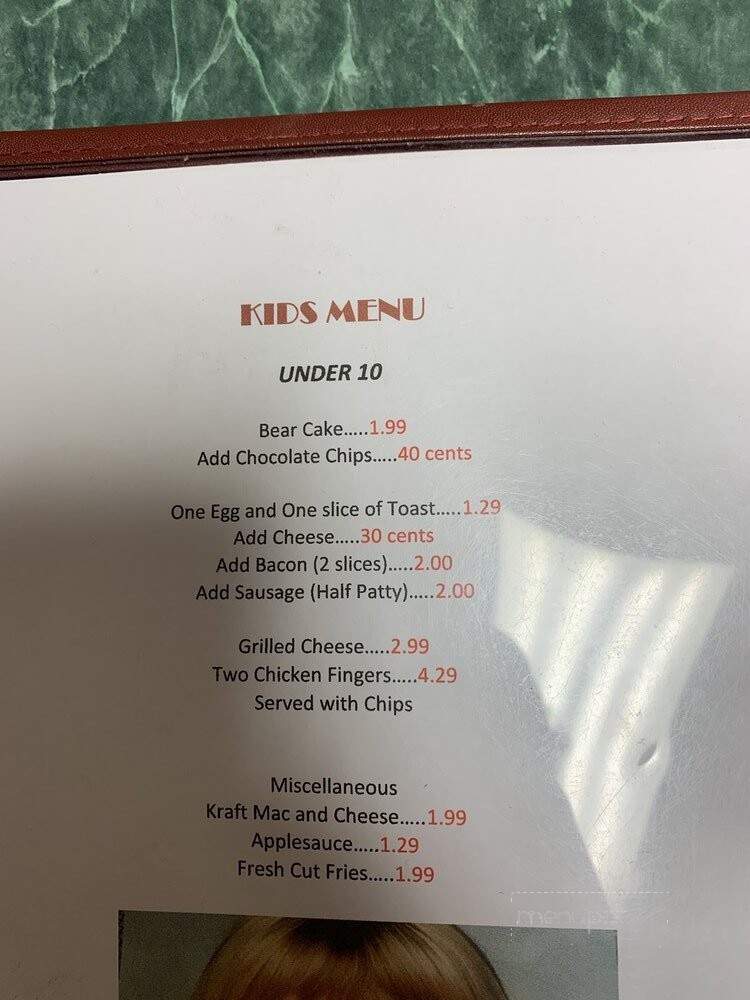 KIDS MENU
UNDER 10
Bear Cake.....1.99
Add Chocolate Chips.....40 cents
One Egg and One slice of Toast.....1.29
Add Cheese.....30 cents
Add Bacon (2 slices).....2.00
Add Sausage (Half Patty).....2.00
Grilled Cheese.....2.99
Two Chicken Fingers.....4.29
Served with Chips
Miscellaneous
Kraft Mac and Cheese.....1.99
Applesauce.....1.29
Fresh Cut Fries.....1.99